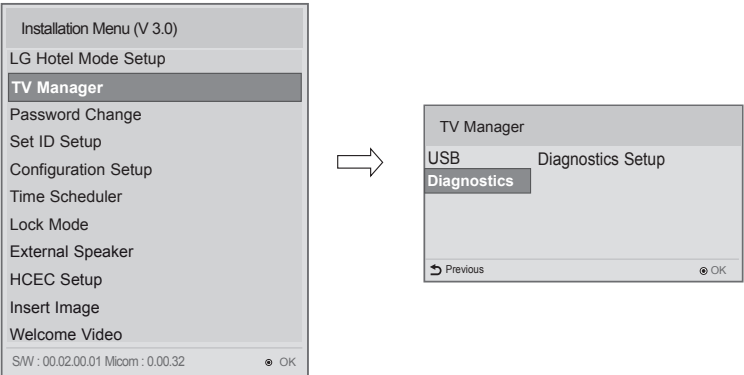 Installation Menu (V 3.0)
LG Hotel Mode Setup
TV Manager
Password Change
Set ID Setup
Configuration Setup
Time Scheduler
Lock Mode
External Speaker
HCEC Setup
Insert Image
Welcome Video
S/W : 00.02.00.01 Micom : 0.00.32 OK
TV Manager
USB Diagnostics Setup
Diagnostics
Previous OK